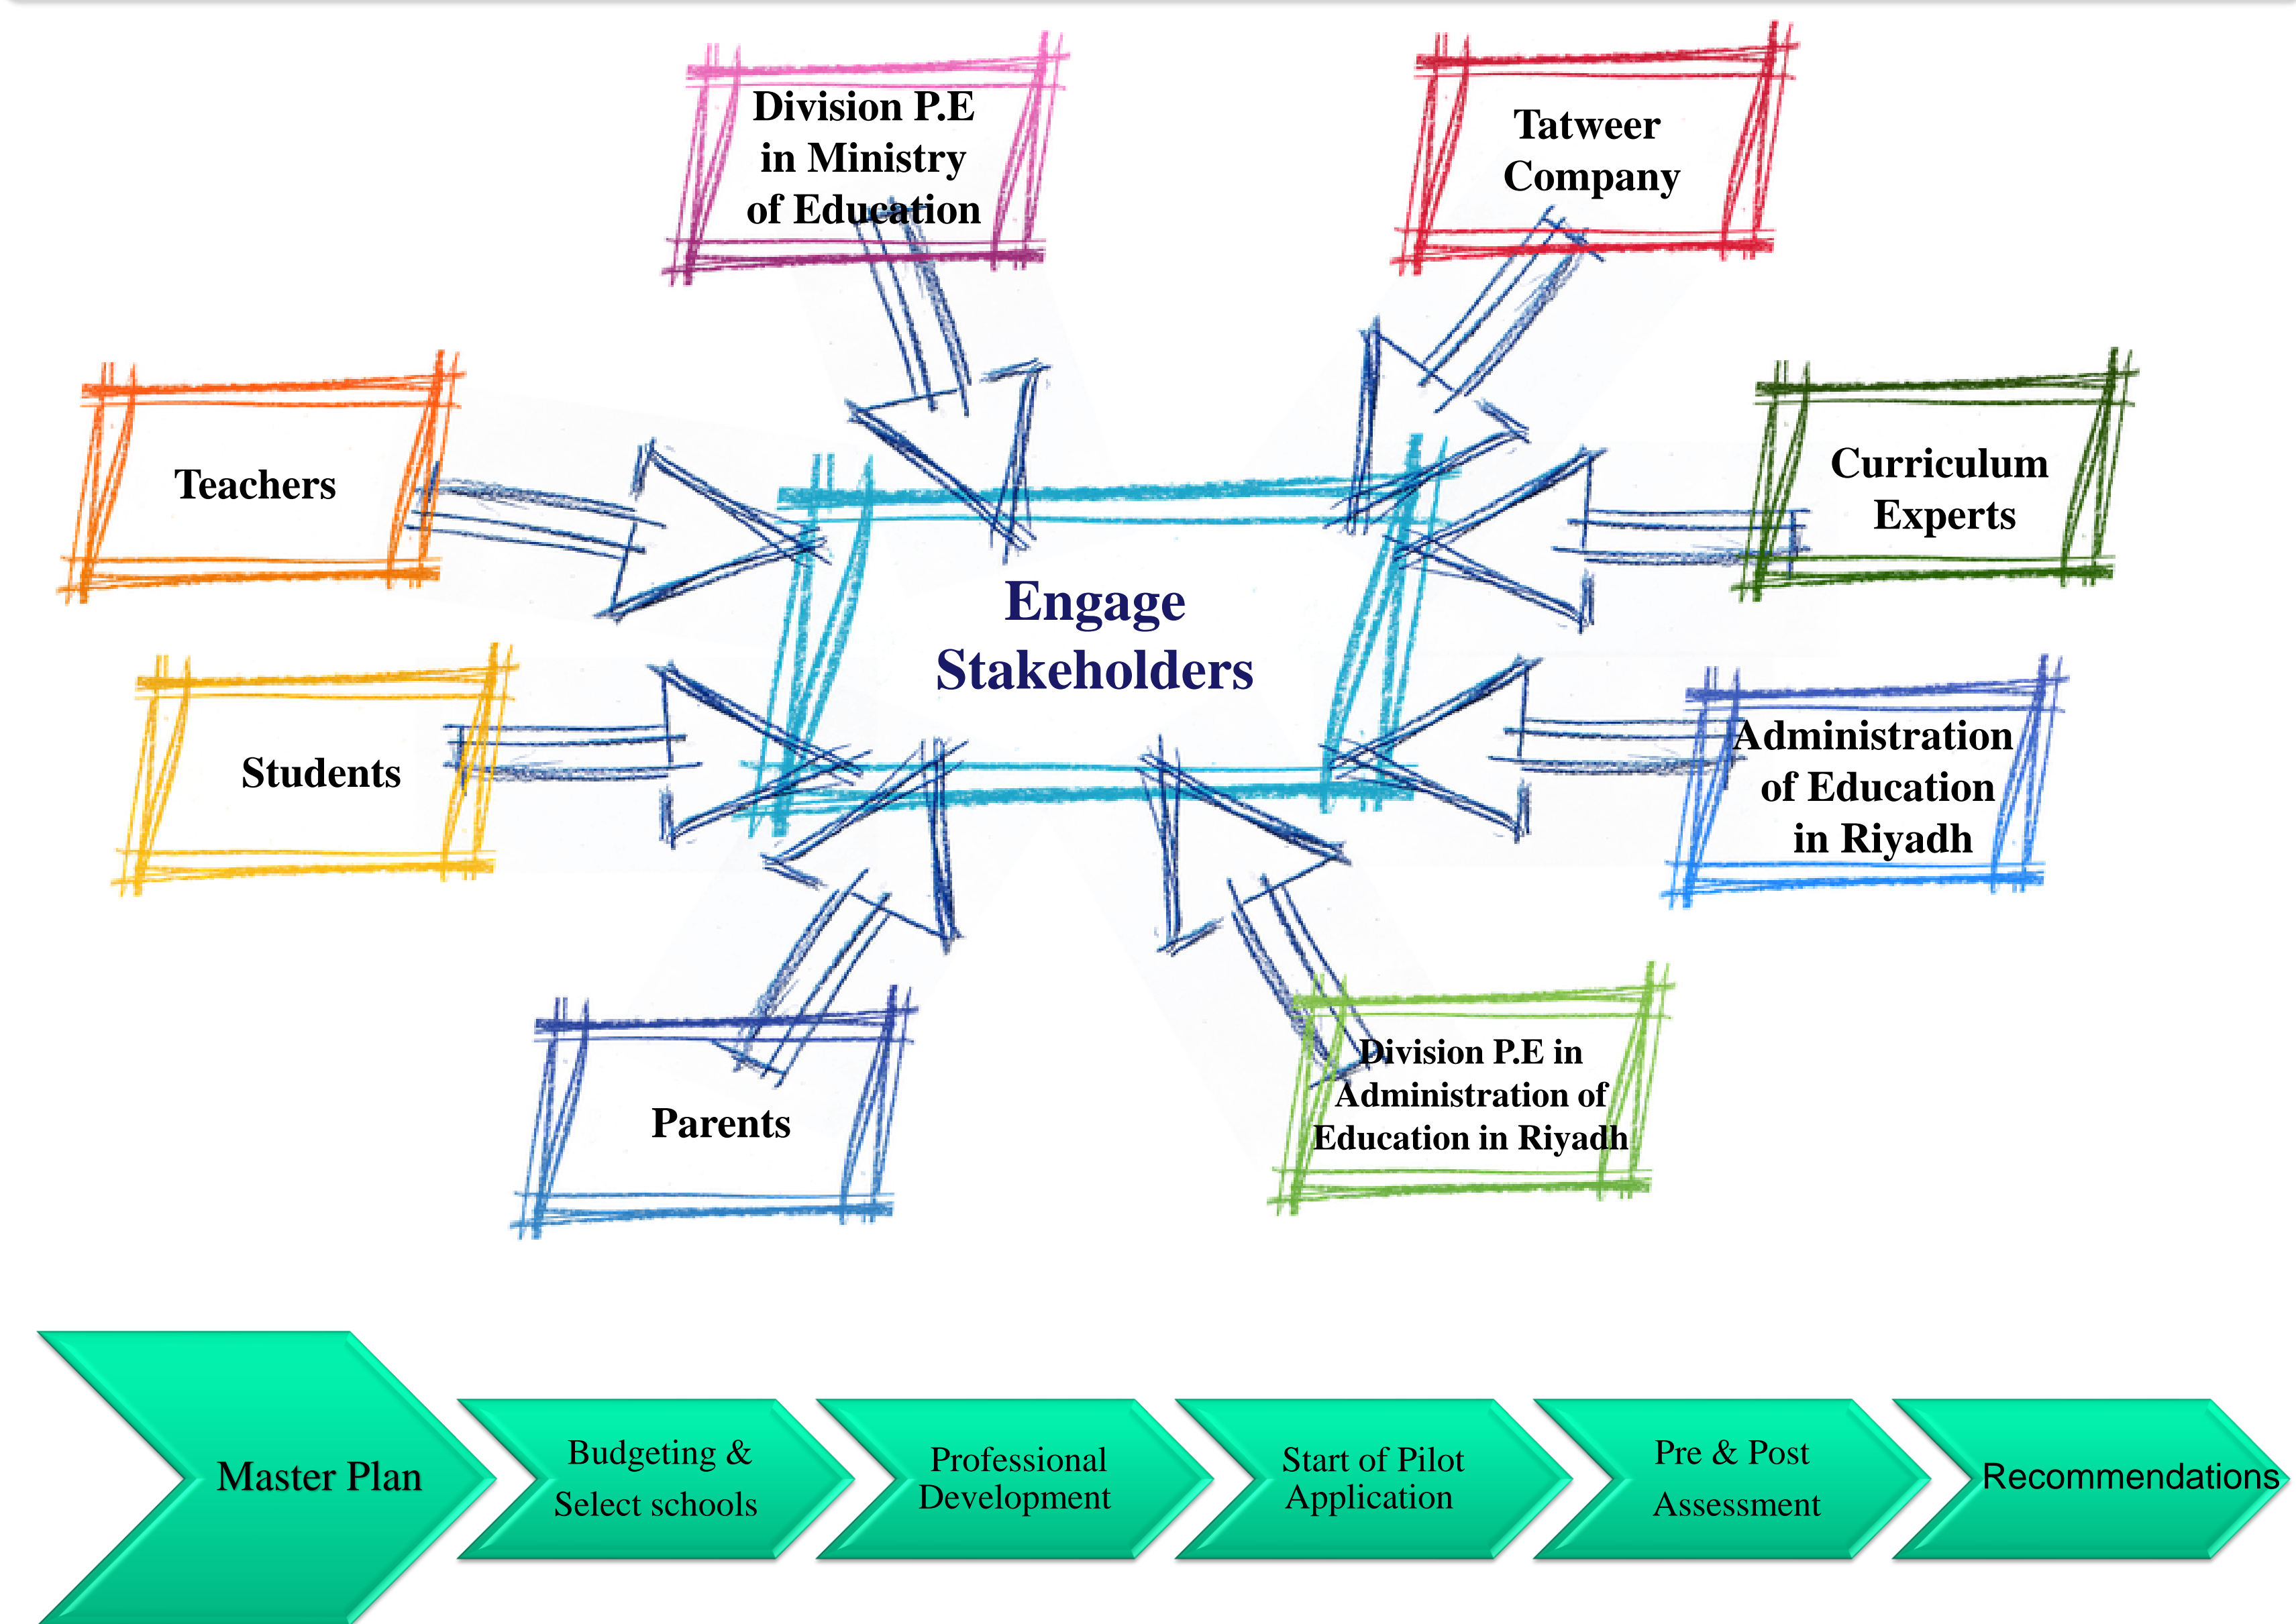 Division P.E
in Ministry
of Education
Tatweer
Company
Teachers
Curriculum
Experts
Engage
Stakeholders
Students
Administration
of Education
in Riyadh
Parents
Division P.E in
Administration of
Education in Riyadh
Master Plan
Budgeting &
Select schools
Professional
Development
Start of Pilot
Application
Pre & Post
Assessment
Recommendations